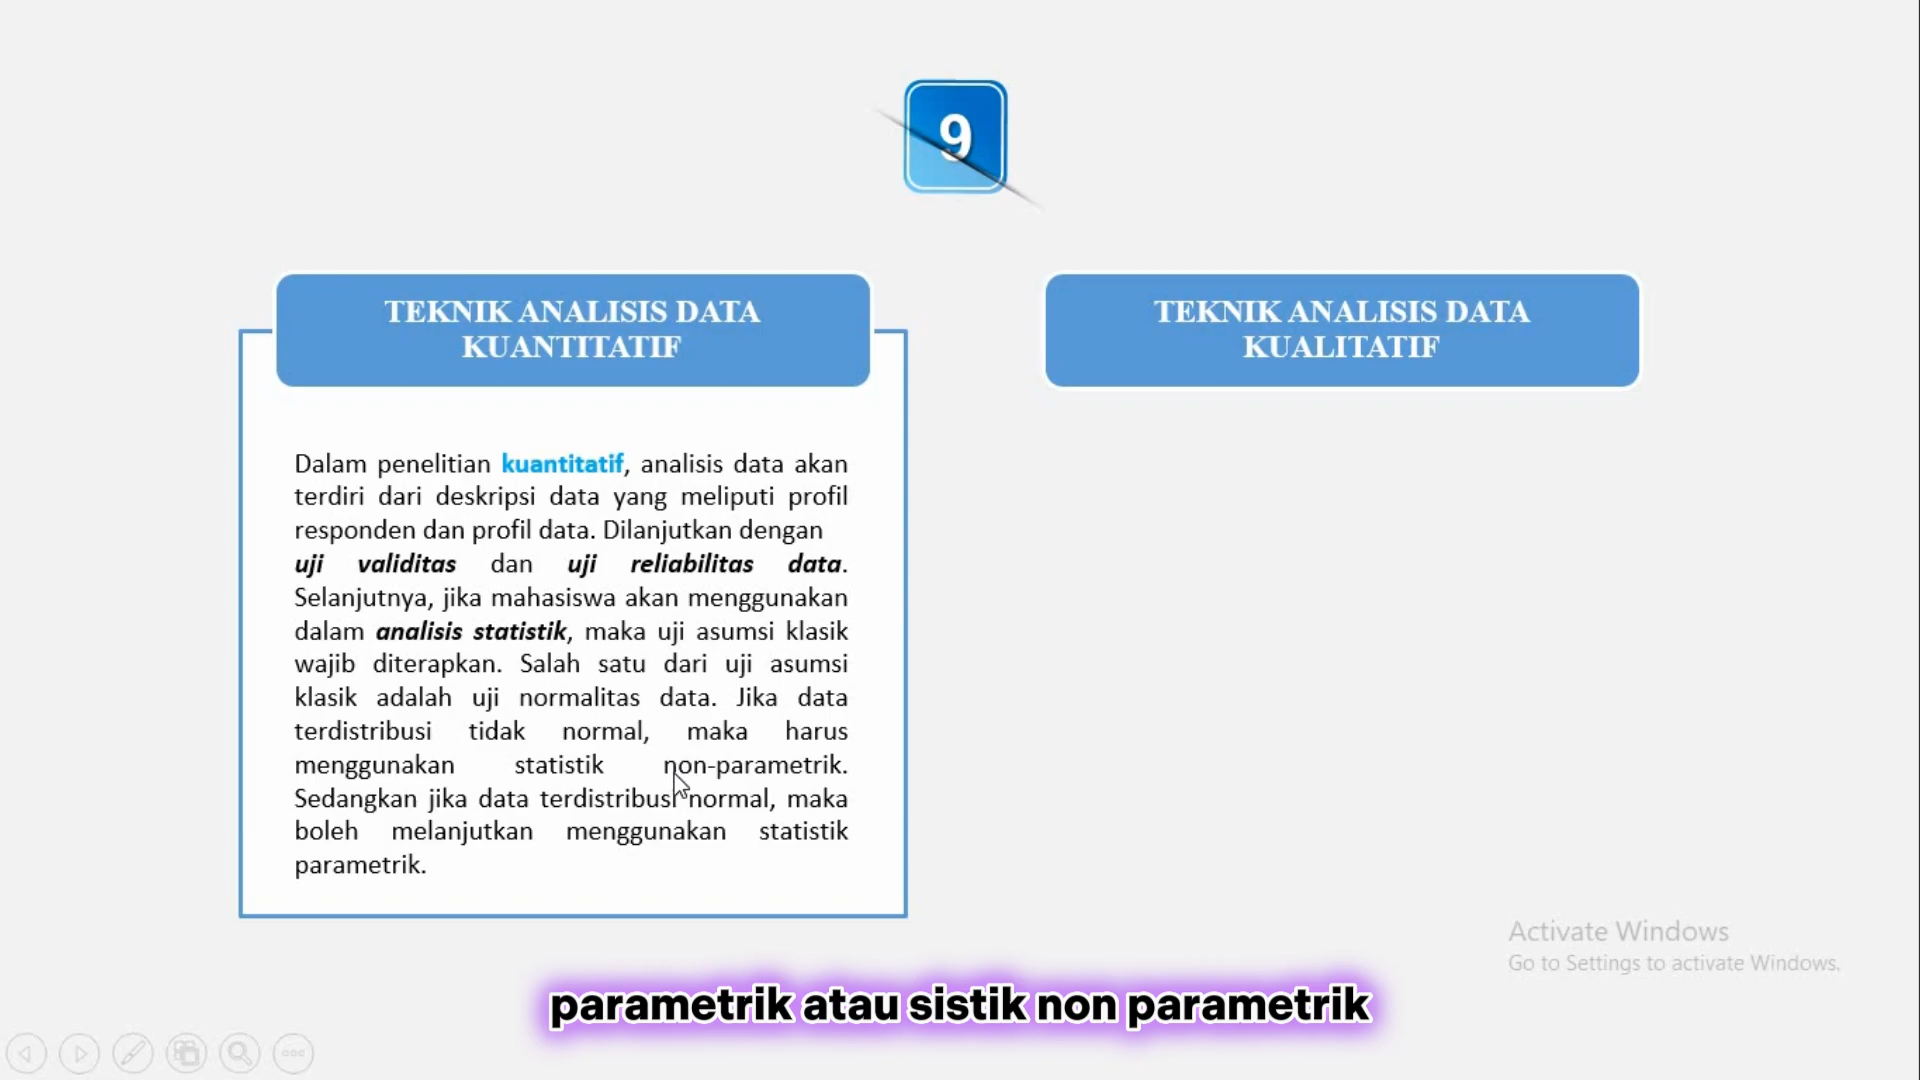 9
TEKNIK ANALISIS DATA
KUANTITATIF
Dalam penelitian kuantitatif, analisis data akan
terdiri dari deskripsi data yang meliputi profil
responden dan profil data. Dilanjutkan dengan
uji validitas dan uji reliabilitas data.
Selanjutnya, jika mahasiswa akan menggunakan
dalam analisis statistik, maka uji asumsi klasik
wajib diterapkan. Salah satu dari uji asumsi
klasik adalah uji normalitas data. Jika data
terdistribusi tidak normal, maka harus
menggunakan statistik non-parametrik.
Sedangkan jika data terdistribusi normal, maka
boleh melanjutkan menggunakan statistik
parametrik.
TEKNIK ANALISIS DATA
KUALITATIF
Activate Windows
Go to Settings to activate Windows.
parametrik atau sistik non parametrik